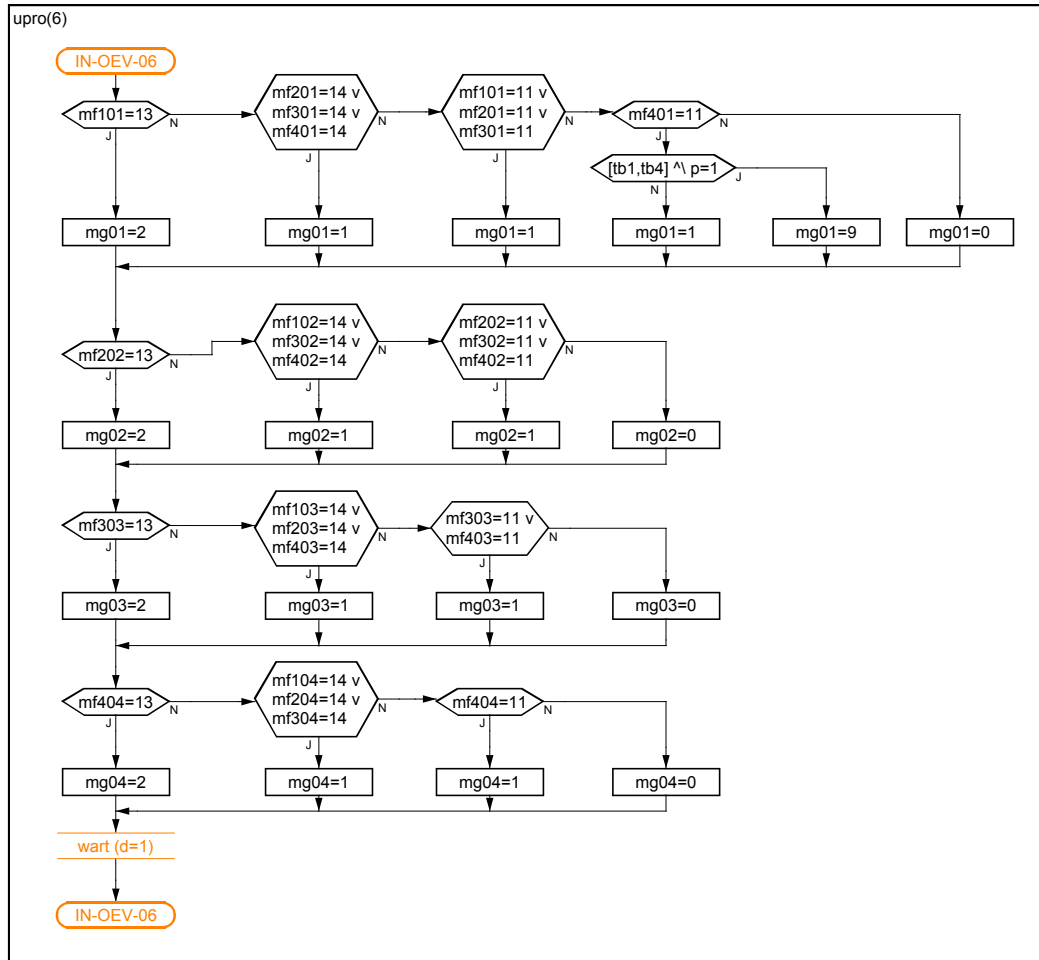 upro(6)
IN-OEV-06
mf101=13
N
J
mf201=14 v
mf301=14 v
mf401=14
N
J
mf101=11 v
mf201=11 v
mf301=11
N
J
mf401=11
N
J
[tb1,tb4] ^\ p=1
J
N
mg01=2
mg01=1
mg01=1
mg01=1
mg01=9
mg01=0
mf202=13
N
J
mf102=14 v
mf302=14 v
mf402=14
N
J
mf202=11 v
mf302=11 v
mf402=11
N
J
mg02=2
mg02=1
mg02=1
mg02=0
mf303=13
N
J
mf103=14 v
mf203=14 v
mf403=14
N
J
mf303=11 v
mf403=11
N
J
mg03=2
mg03=1
mg03=1
mg03=0
mf404=13
N
J
mf104=14 v
mf204=14 v
mf304=14
N
J
mf404=11
N
J
mg04=2
mg04=1
mg04=1
mg04=0
wart (d=1)
IN-OEV-06